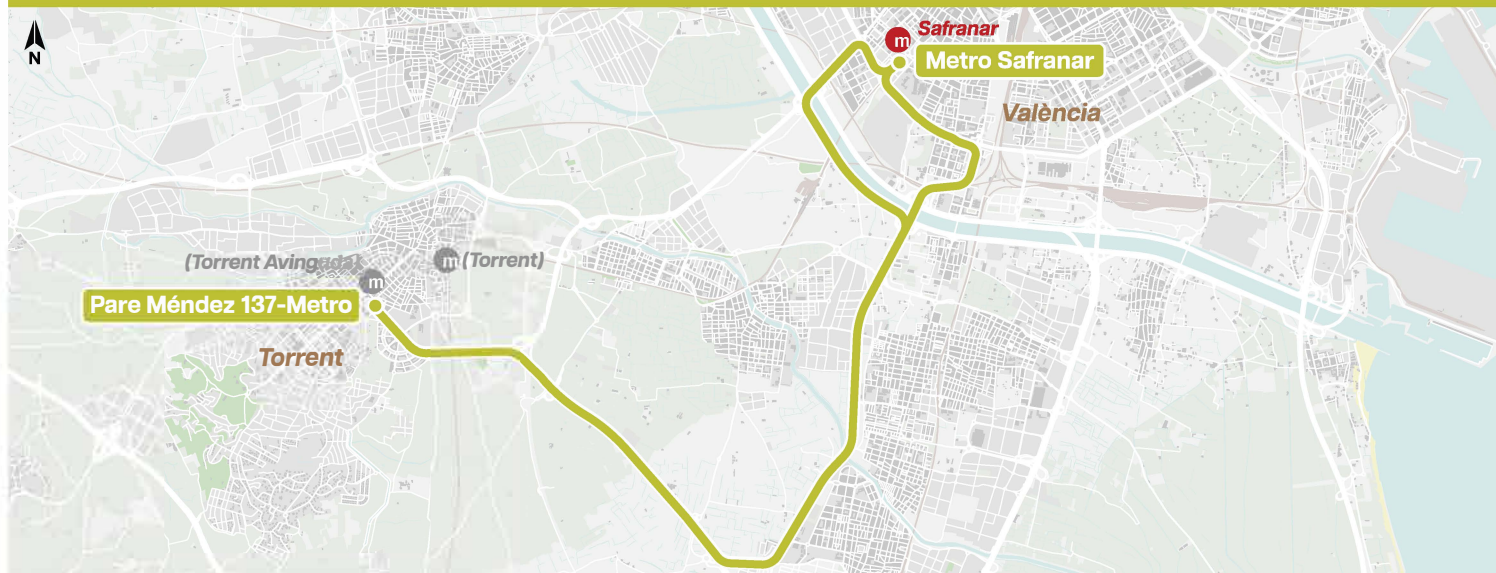 N
m Safranar
Metro Safranar
València
(Torrent Avinguda)
m
m (Torrent)
Pare Méndez 137-Metro
Torrent